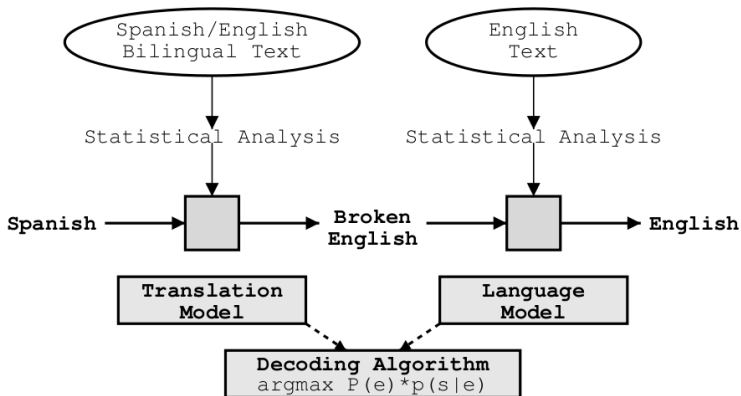 Spanish/English
Bilingual Text
English
Text
Statistical Analysis
Statistical Analysis
Spanish
Broken
English
English
Translation
Model
Language
Model
Decoding Algorithm
argmax P(e)*p(s|e)